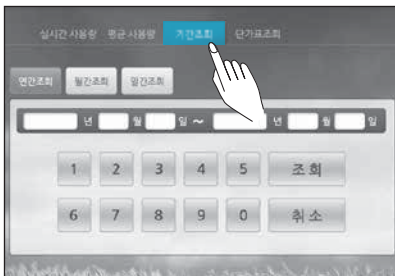 실시간 사용량 평균 사용량 기간조회 단가표조회
연간조회 월간조회 일간조회
년 월 일 ~ 년 월 일
1 2 3 4 5 조회
6 7 8 9 0 취소